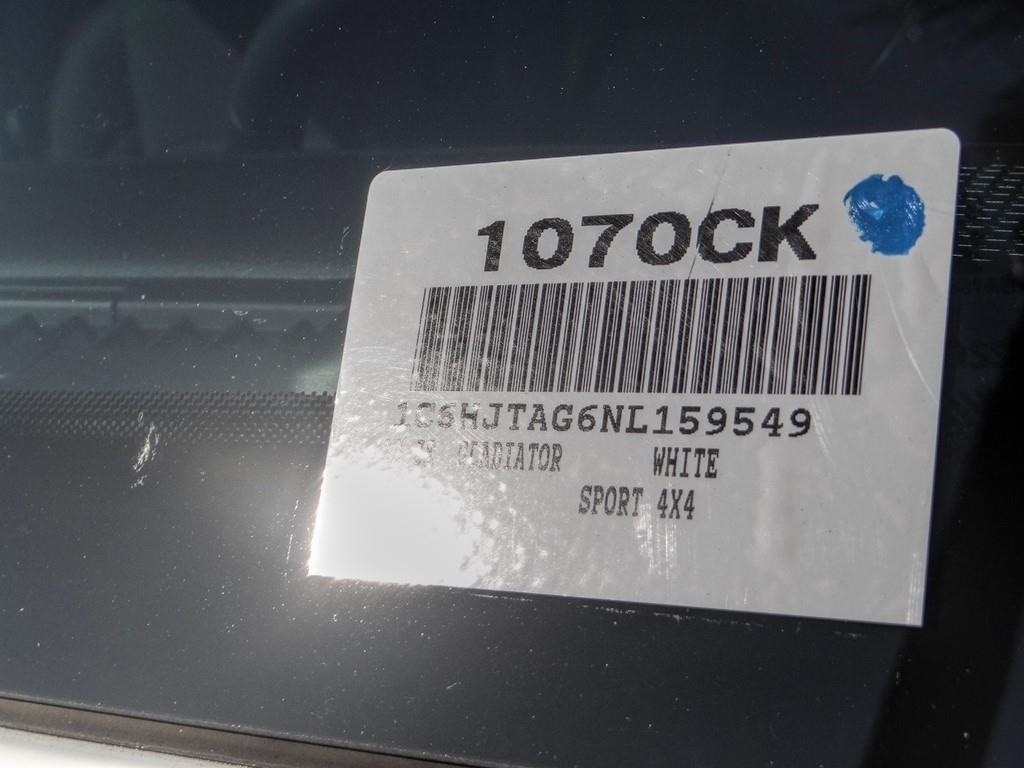 1070CK
1C6HJTAG6NL159549
GLADIATOR WHITE
SPORT 4X4